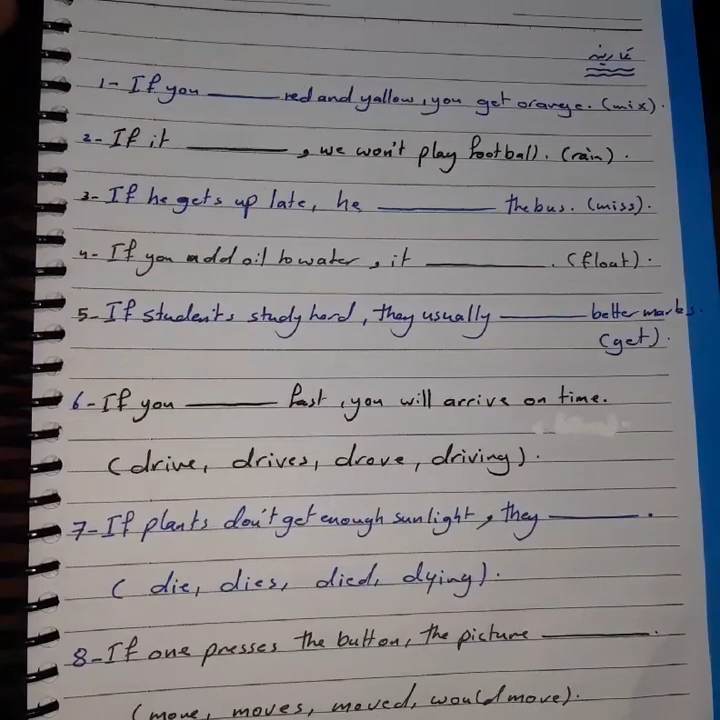 تمارين
1- If you ______ red and yallow, you get orange. (mix).
2- If it ______, we won't play football. (rain).
3- If he gets up late, he ______ the bus. (miss).
4- If you add oil to water, it ______. (float).
5- If students study hard, they usually ______ better marks.
(get).
6- If you ______ fast, you will arrive on time.
(drive, drives, drove, driving).
7- If plants don't get enough sunlight, they ______.
( die, dies, died, dying).
8- If one presses the button, the picture ______.
(move, moves, moved, would move).